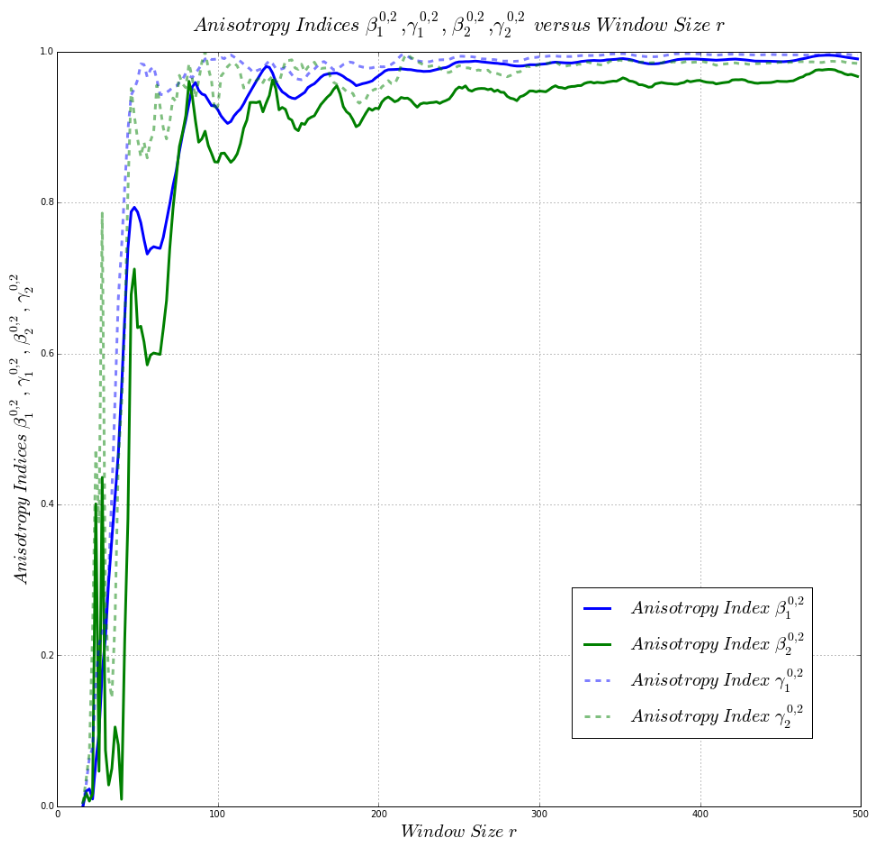 Anisotropy Indices β₁^{0,2}, γ₁^{0,2}, β₂^{0,2}, γ₂^{0,2} versus Window Size r
1.0
0.8
0.6
0.4
0.2
0.0
Anisotropy Indices β₁^{0,2}, γ₁^{0,2}, β₂^{0,2}, γ₂^{0,2}
Anisotropy Index β₁^{0,2}
Anisotropy Index β₂^{0,2}
Anisotropy Index γ₁^{0,2}
Anisotropy Index γ₂^{0,2}
0 100 200 300 400 500
Window Size r